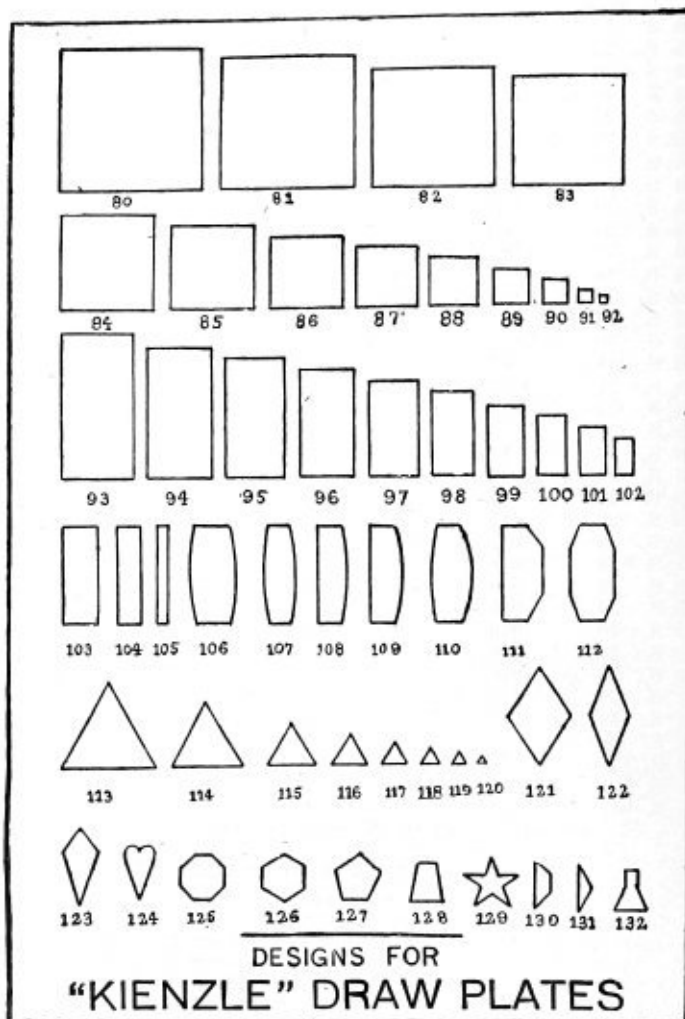 80 81 82 83
84 85 86 87 88 89 90 91 92
93 94 95 96 97 98 99 100 101 102
103 104 105 106 107 108 109 110 111 112
113 114 115 116 117 118 119 120 121 122
123 124 125 126 127 128 129 130 131 132
DESIGNS FOR
"KIENZLE" DRAW PLATES